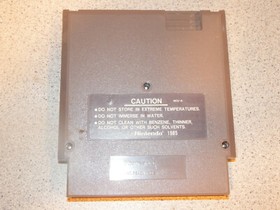 CAUTION
●DO NOT STORE IN EXTREME TEMPERATURES.
●DO NOT IMMERSE IN WATER.
●DO NOT CLEAN WITH BENZENE, THINNER,
ALCOHOL OR OTHER SUCH SOLVENTS.
Nintendo 1985